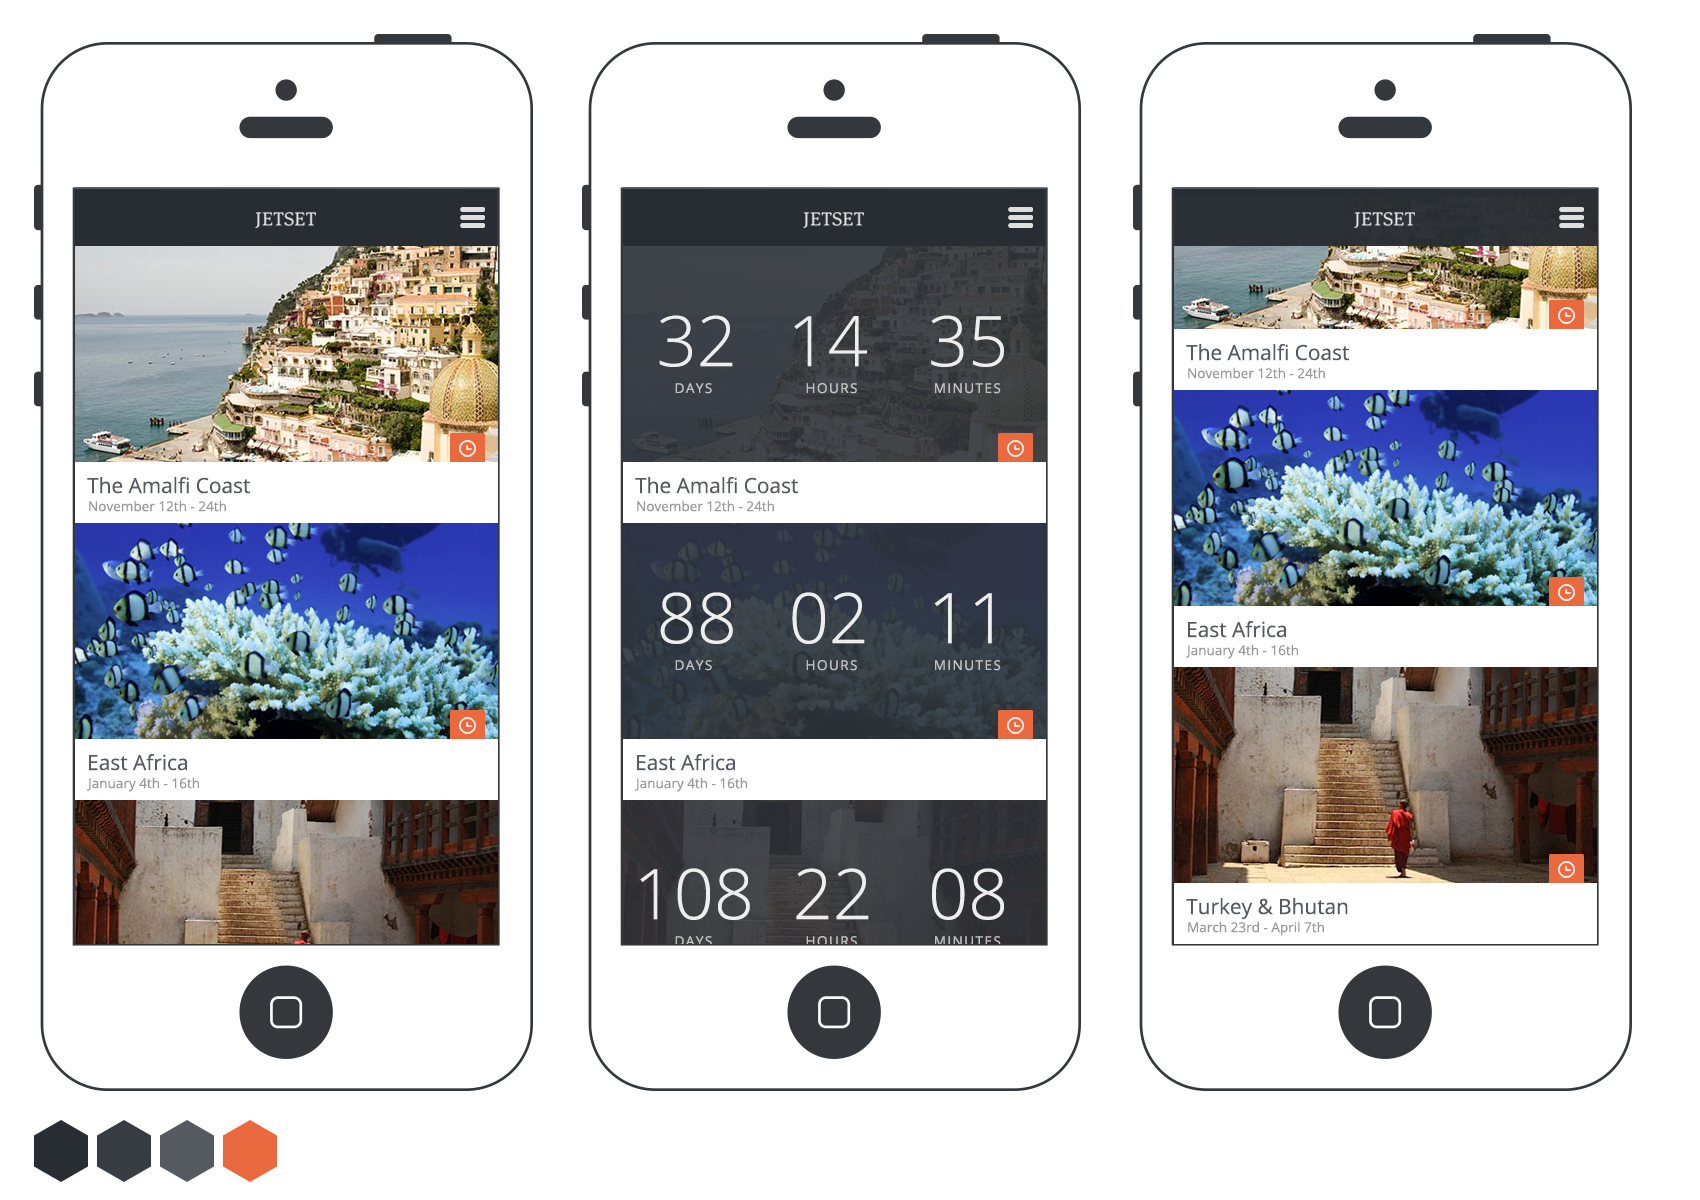 JETSET
The Amalfi Coast
November 12th - 24th
East Africa
January 4th - 16th
JETSET
32 14 35
DAYS HOURS MINUTES
The Amalfi Coast
November 12th - 24th
88 02 11
DAYS HOURS MINUTES
East Africa
January 4th - 16th
108 22 08
DAYS HOURS MINUTES
JETSET
The Amalfi Coast
November 12th - 24th
East Africa
January 4th - 16th
Turkey & Bhutan
March 23rd - April 7th